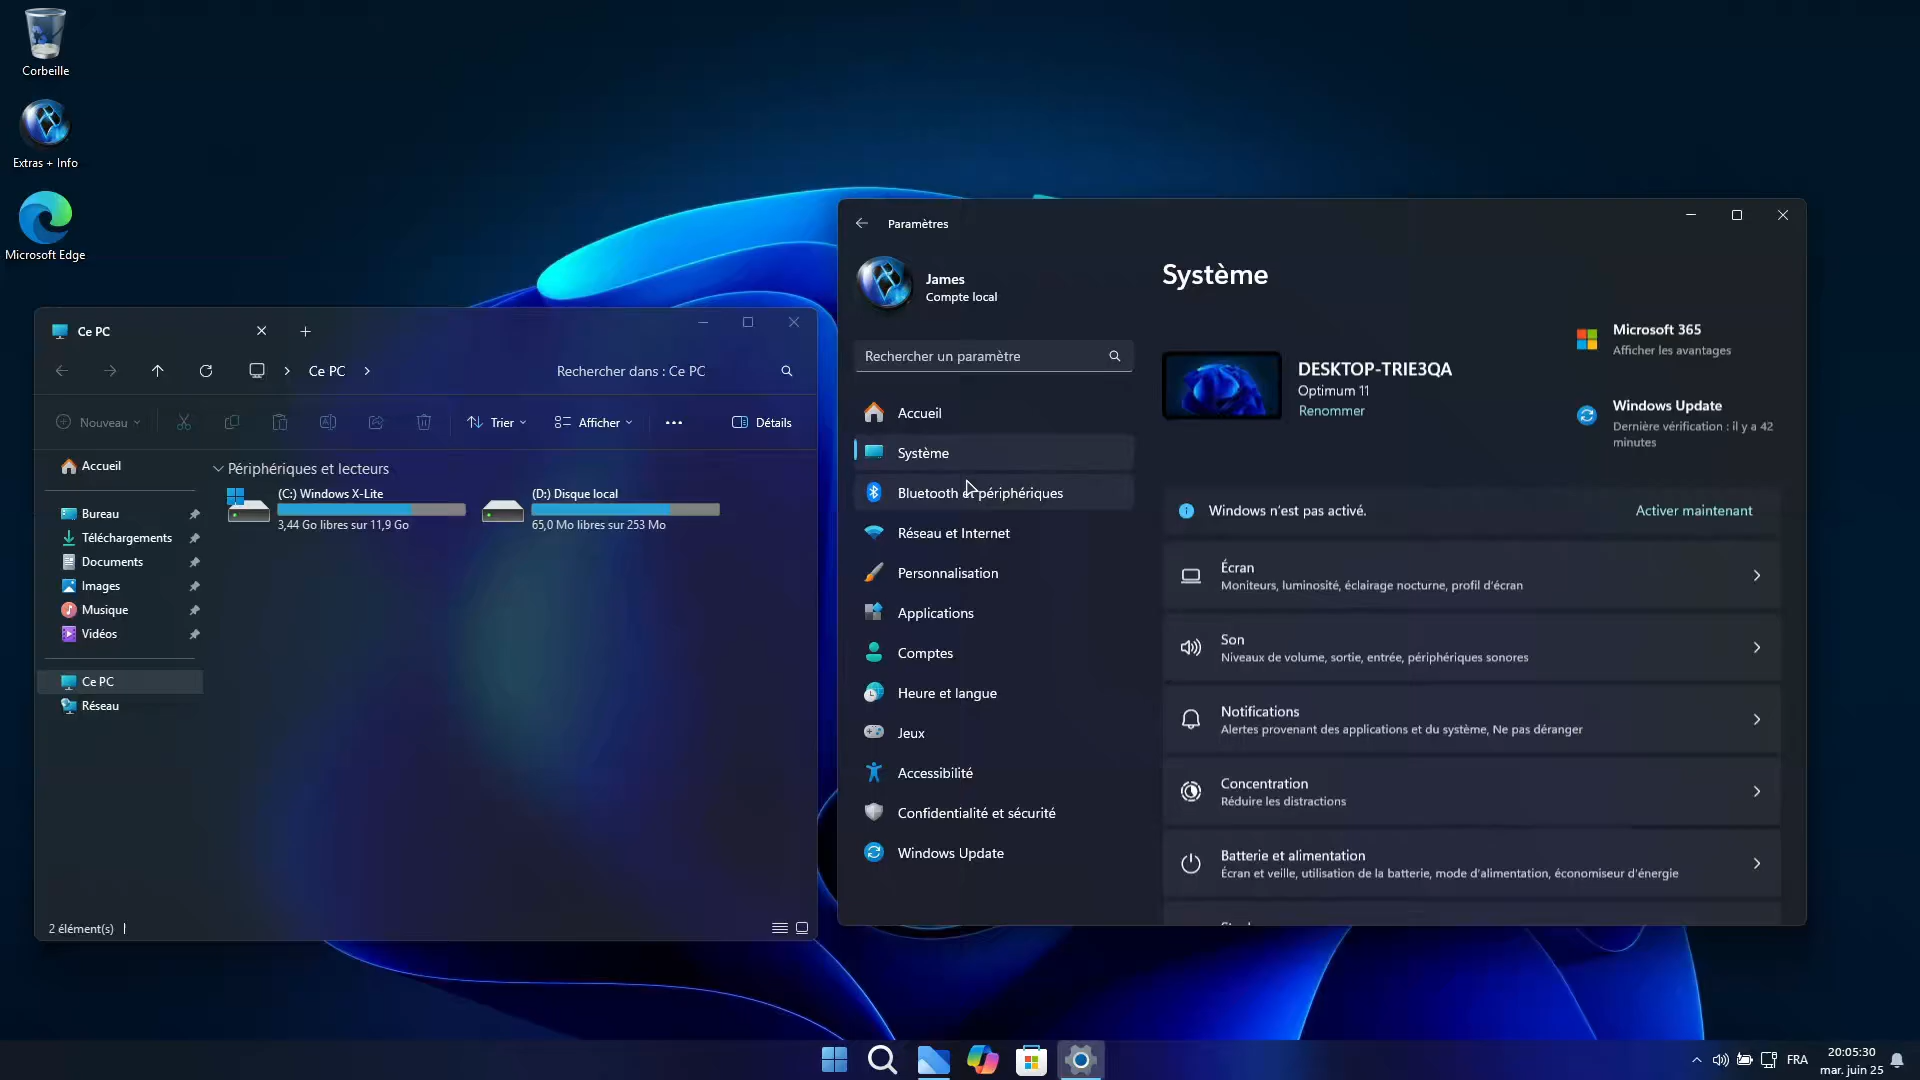 Corbeille
Extras + Info
Microsoft Edge
Ce PC
Ce PC
Rechercher dans : Ce PC
Nouveau
Trier
Afficher
Détails
Accueil
Bureau
Téléchargements
Documents
Images
Musique
Vidéos
Ce PC
Réseau
Périphériques et lecteurs
(C:) Windows X-Lite
3,44 Go libres sur 11,9 Go
(D:) Disque local
65,0 Mo libres sur 253 Mo
2 élément(s)
Paramètres
James
Compte local
Rechercher un paramètre
Accueil
Système
Bluetooth et périphériques
Réseau et Internet
Personnalisation
Applications
Comptes
Heure et langue
Jeux
Accessibilité
Confidentialité et sécurité
Windows Update
Système
DESKTOP-TRIE3QA
Optimum 11
Renommer
Microsoft 365
Afficher les avantages
Windows Update
Dernière vérification : il y a 42
minutes
Windows n'est pas activé.
Activer maintenant
Écran
Moniteurs, luminosité, éclairage nocturne, profil d'écran
Son
Niveaux de volume, sortie, entrée, périphériques sonores
Notifications
Alertes provenant des applications et du système, Ne pas déranger
Concentration
Réduire les distractions
Batterie et alimentation
Écran et veille, utilisation de la batterie, mode d'alimentation, économiseur d'énergie
FRA
20:05:30
mar. juin 25